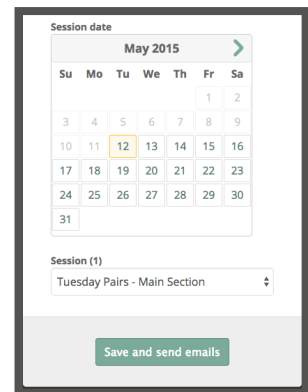 Session date
May 2015
Su Mo Tu We Th Fr Sa
1 2
3 4 5 6 7 8 9
10 11 12 13 14 15 16
17 18 19 20 21 22 23
24 25 26 27 28 29 30
31
Session (1)
Tuesday Pairs - Main Section
Save and send emails